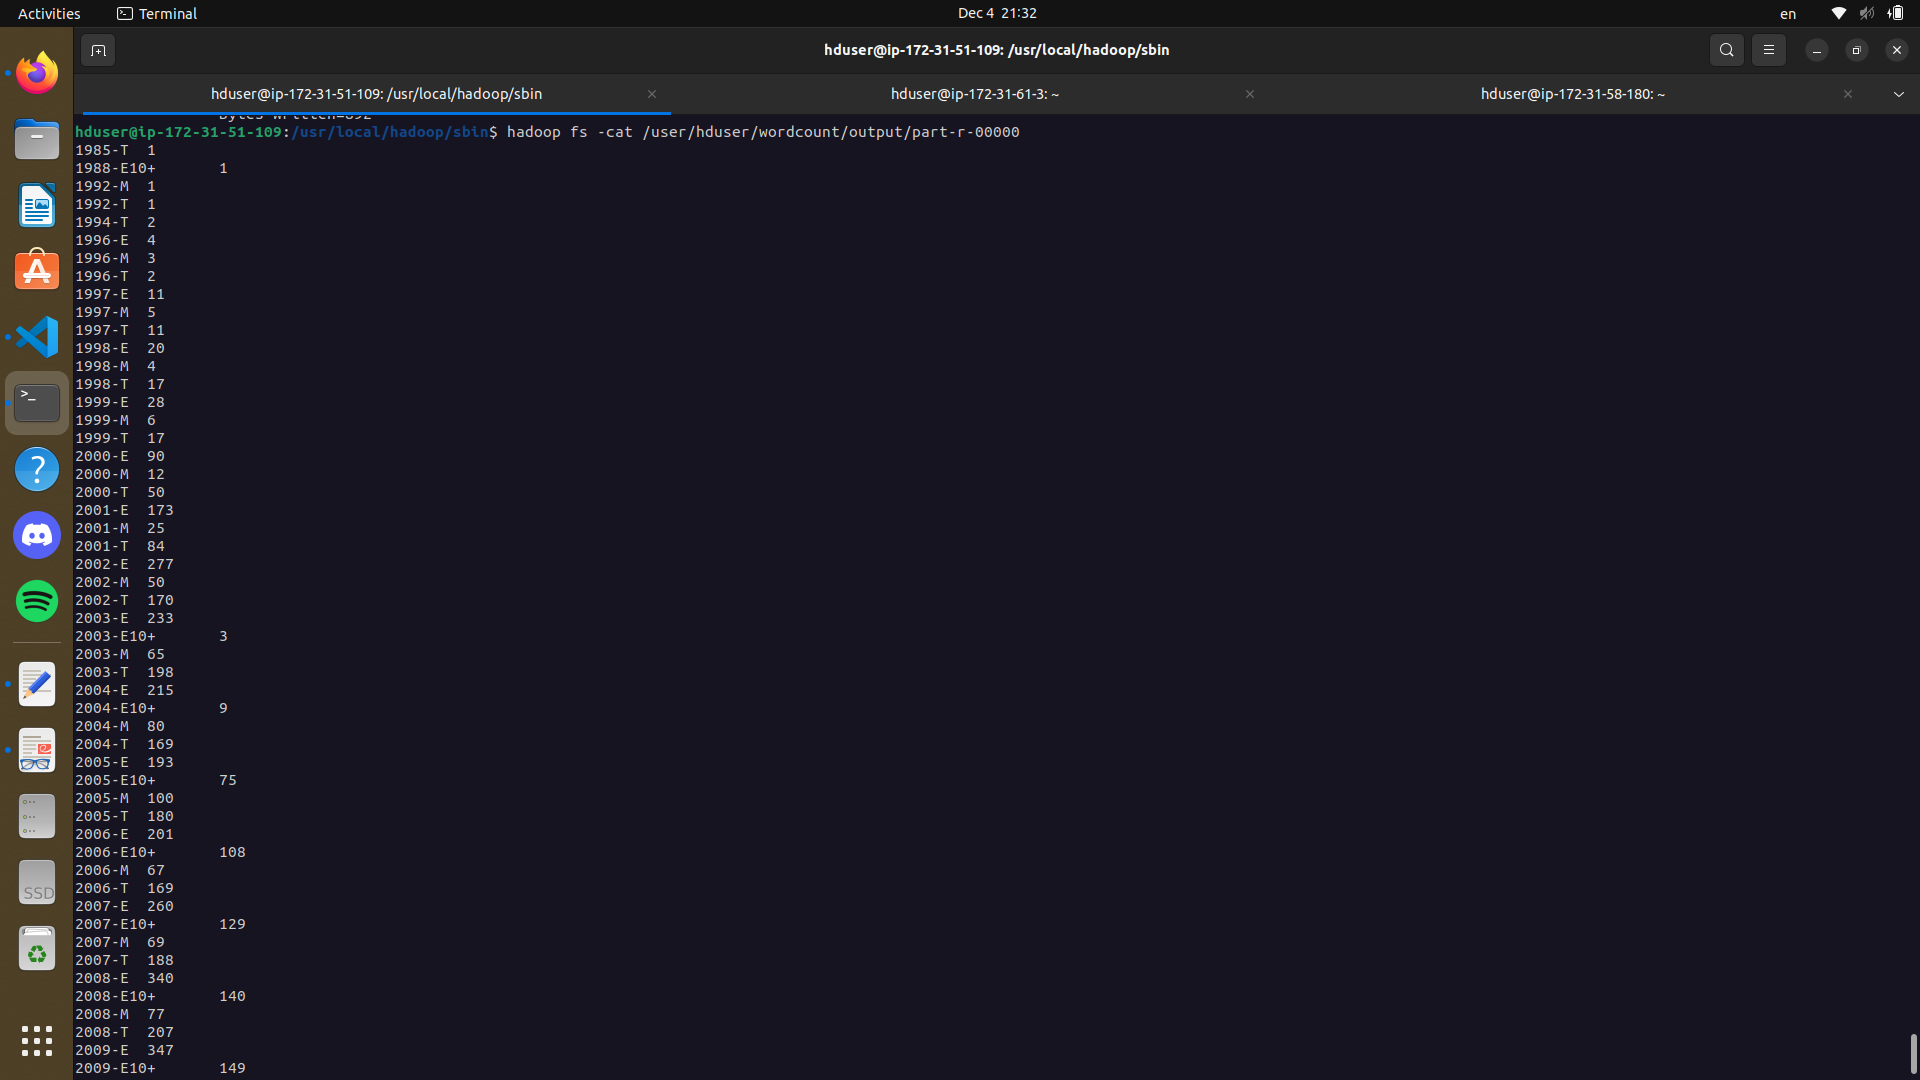 Activities Terminal Dec 4 21:32 en
hduser@ip-172-31-51-109: /usr/local/hadoop/sbin
hduser@ip-172-31-51-109: /usr/local/hadoop/sbin hduser@ip-172-31-61-3: ~ hduser@ip-172-31-58-180: ~
Bytes Written=892
hduser@ip-172-31-51-109:/usr/local/hadoop/sbin$ hadoop fs -cat /user/hduser/wordcount/output/part-r-00000
1985-T 1
1988-E10+ 1
1992-M 1
1992-T 1
1994-T 2
1996-E 4
1996-M 3
1996-T 2
1997-E 11
1997-M 5
1997-T 11
1998-E 20
1998-M 4
1998-T 17
1999-E 28
1999-M 6
1999-T 17
2000-E 90
2000-M 12
2000-T 50
2001-E 173
2001-M 25
2001-T 84
2002-E 277
2002-M 50
2002-T 170
2003-E 233
2003-E10+ 3
2003-M 65
2003-T 198
2004-E 215
2004-E10+ 9
2004-M 80
2004-T 169
2005-E 193
2005-E10+ 75
2005-M 100
2005-T 180
2006-E 201
2006-E10+ 108
2006-M 67
2006-T 169
2007-E 260
2007-E10+ 129
2007-M 69
2007-T 188
2008-E 340
2008-E10+ 140
2008-M 77
2008-T 207
2009-E 347
2009-E10+ 149
SSD